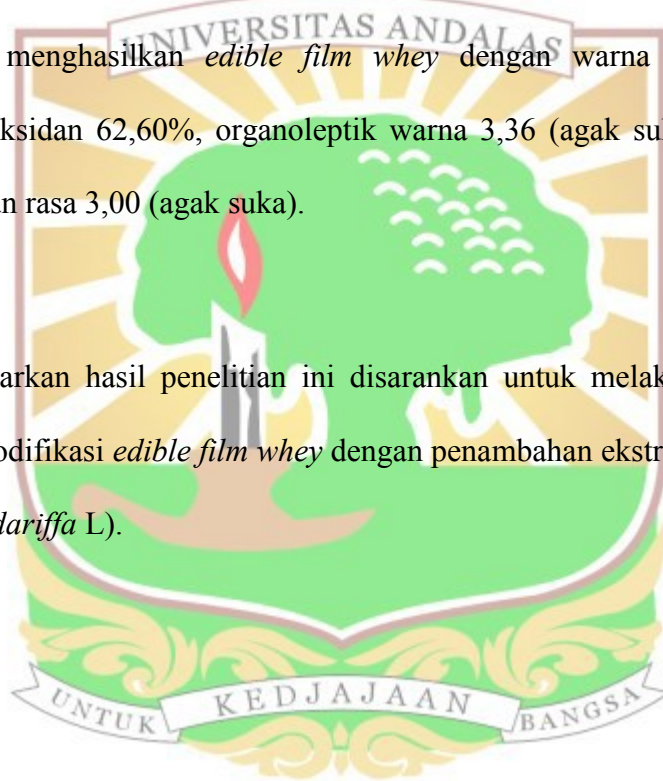 UNIVERSITAS ANDALAS
menghasilkan edible film whey dengan warna
ksidan 62,60%, organoleptik warna 3,36 (agak su
n rasa 3,00 (agak suka).
arkan hasil penelitian ini disarankan untuk melak
odifikasi edible film whey dengan penambahan ekstr
dariffa L).
UNTUK KEDJAJAAN BANGSA